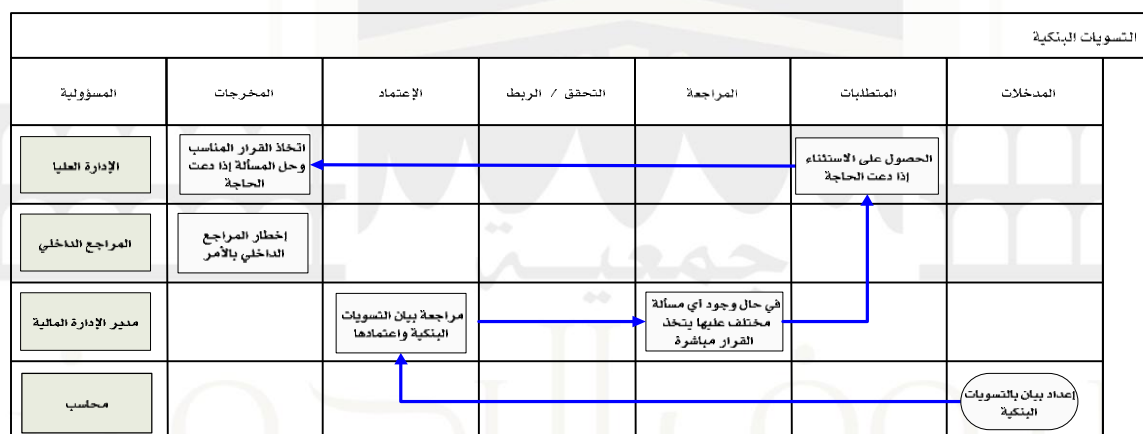 التسويات البنكية
المدخلات
المتطلبات
المراجعة
التحقق / الربط
الإعتماد
المخرجات
المسؤولية
الحصول على الاستثناء
إذا دعت الحاجة
اتخاذ القرار المناسب
وحل المسألة إذا دعت
الحاجة
الإدارة العليا
إخطار المراجع
الداخلي بالأمر
المراجع الداخلي
في حال وجود أي مسألة
مختلف عليها يتخذ
القرار مباشرة
مراجعة بيان التسويات
البنكية واعتمادها
مدير الإدارة المالية
إعداد بيان بالتسويات
البنكية
محاسب
جمعية